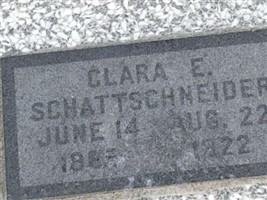 CLARA E.
SCHATTSCHNEIDER
JUNE 14 AUG. 22
1922